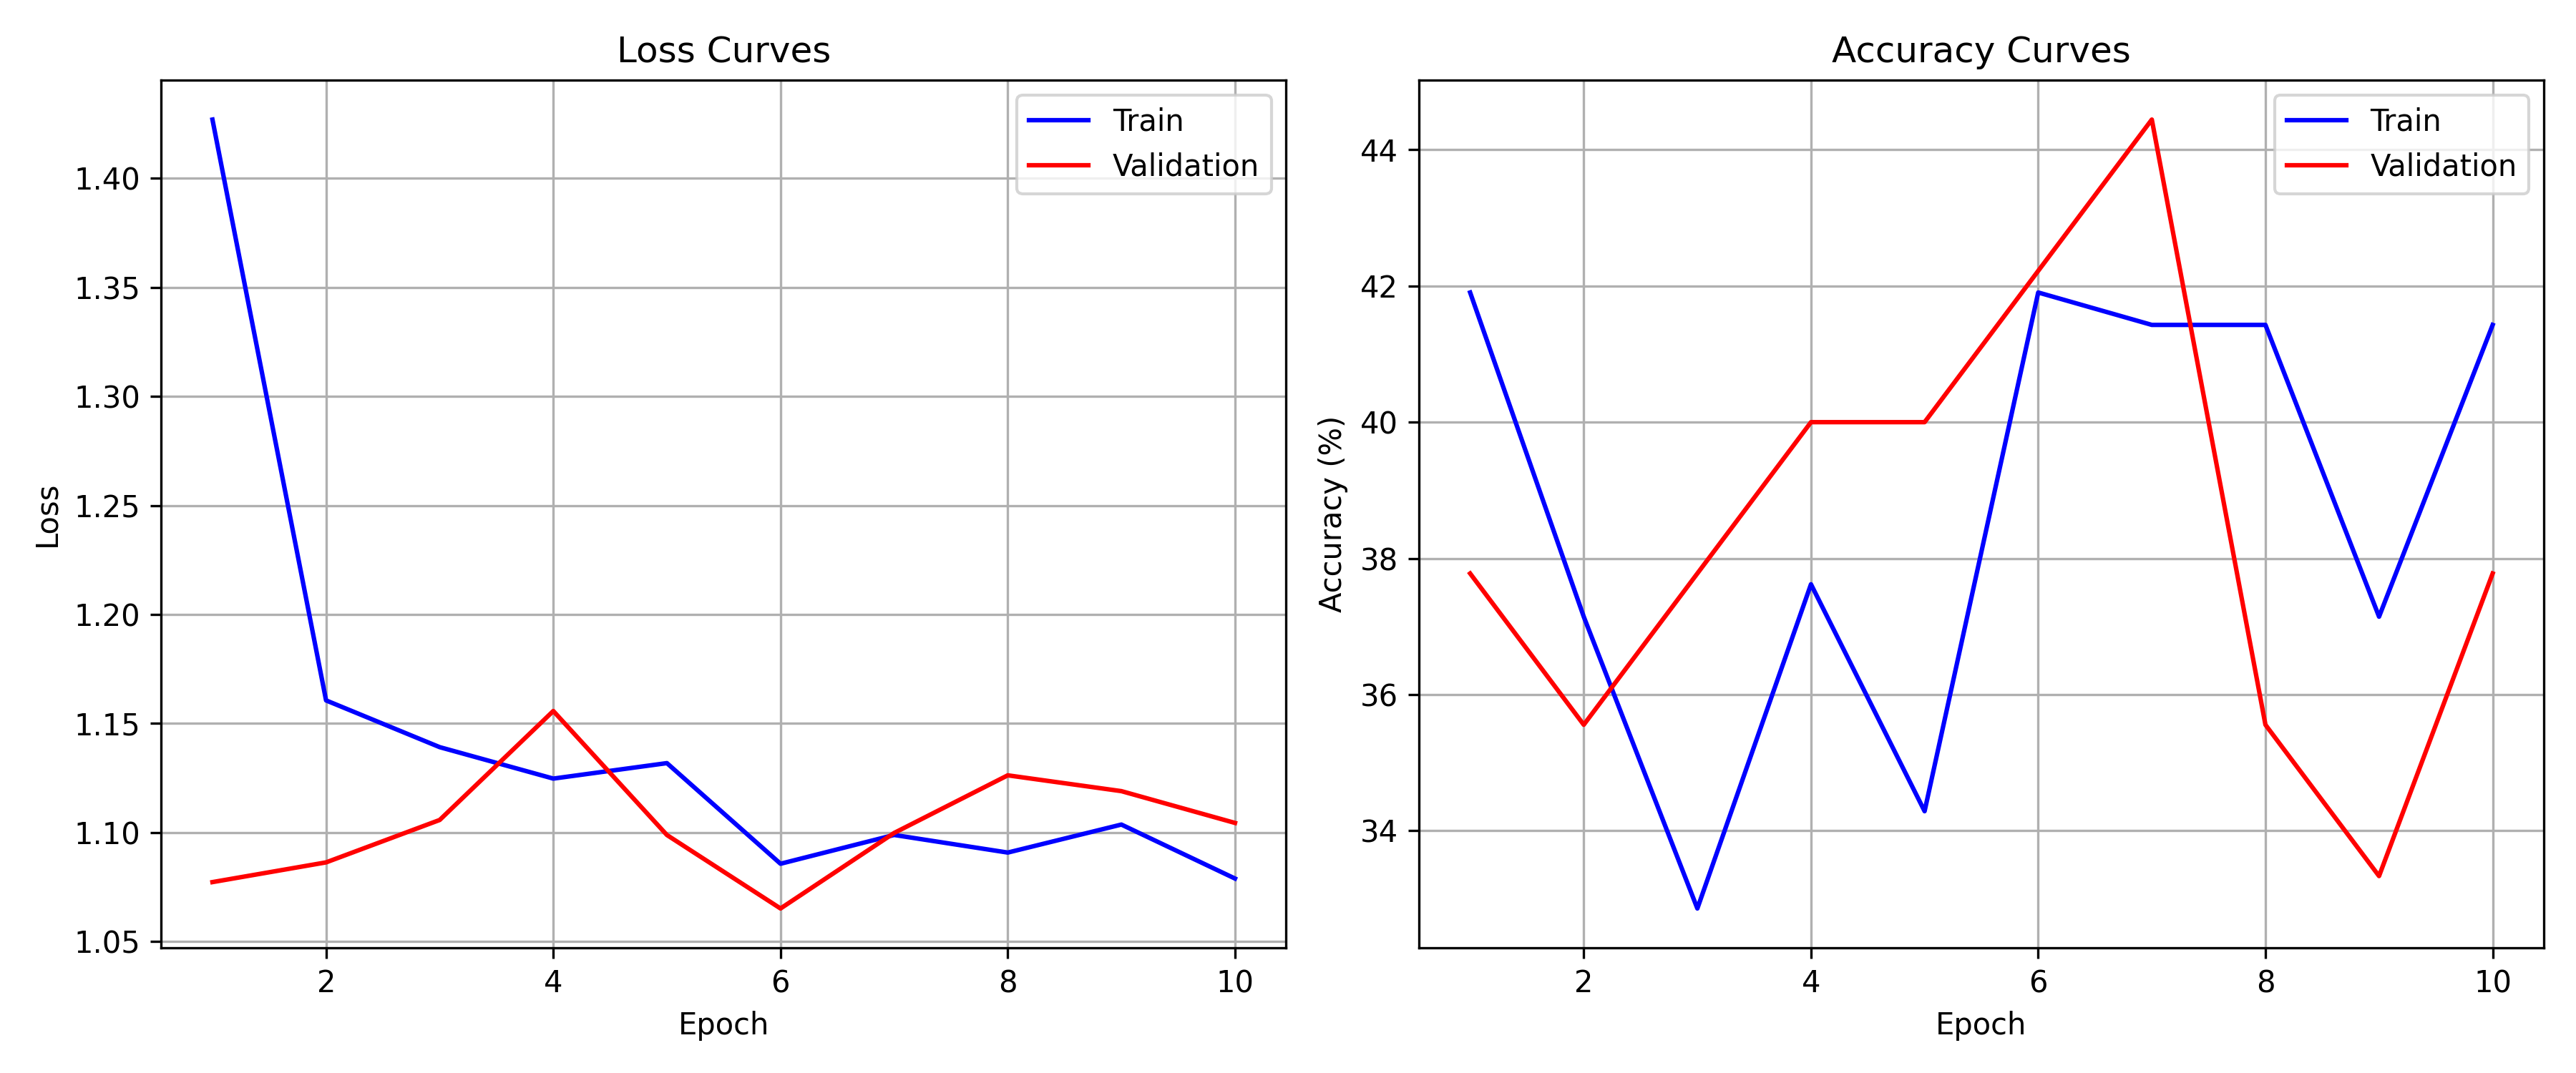 Loss Curves
Train
Validation
1.40
1.35
1.30
1.25
1.20
1.15
1.10
1.05
Loss
2 4 6 8 10
Epoch
Accuracy Curves
Train
Validation
44
42
40
38
36
34
Accuracy (%)
2 4 6 8 10
Epoch